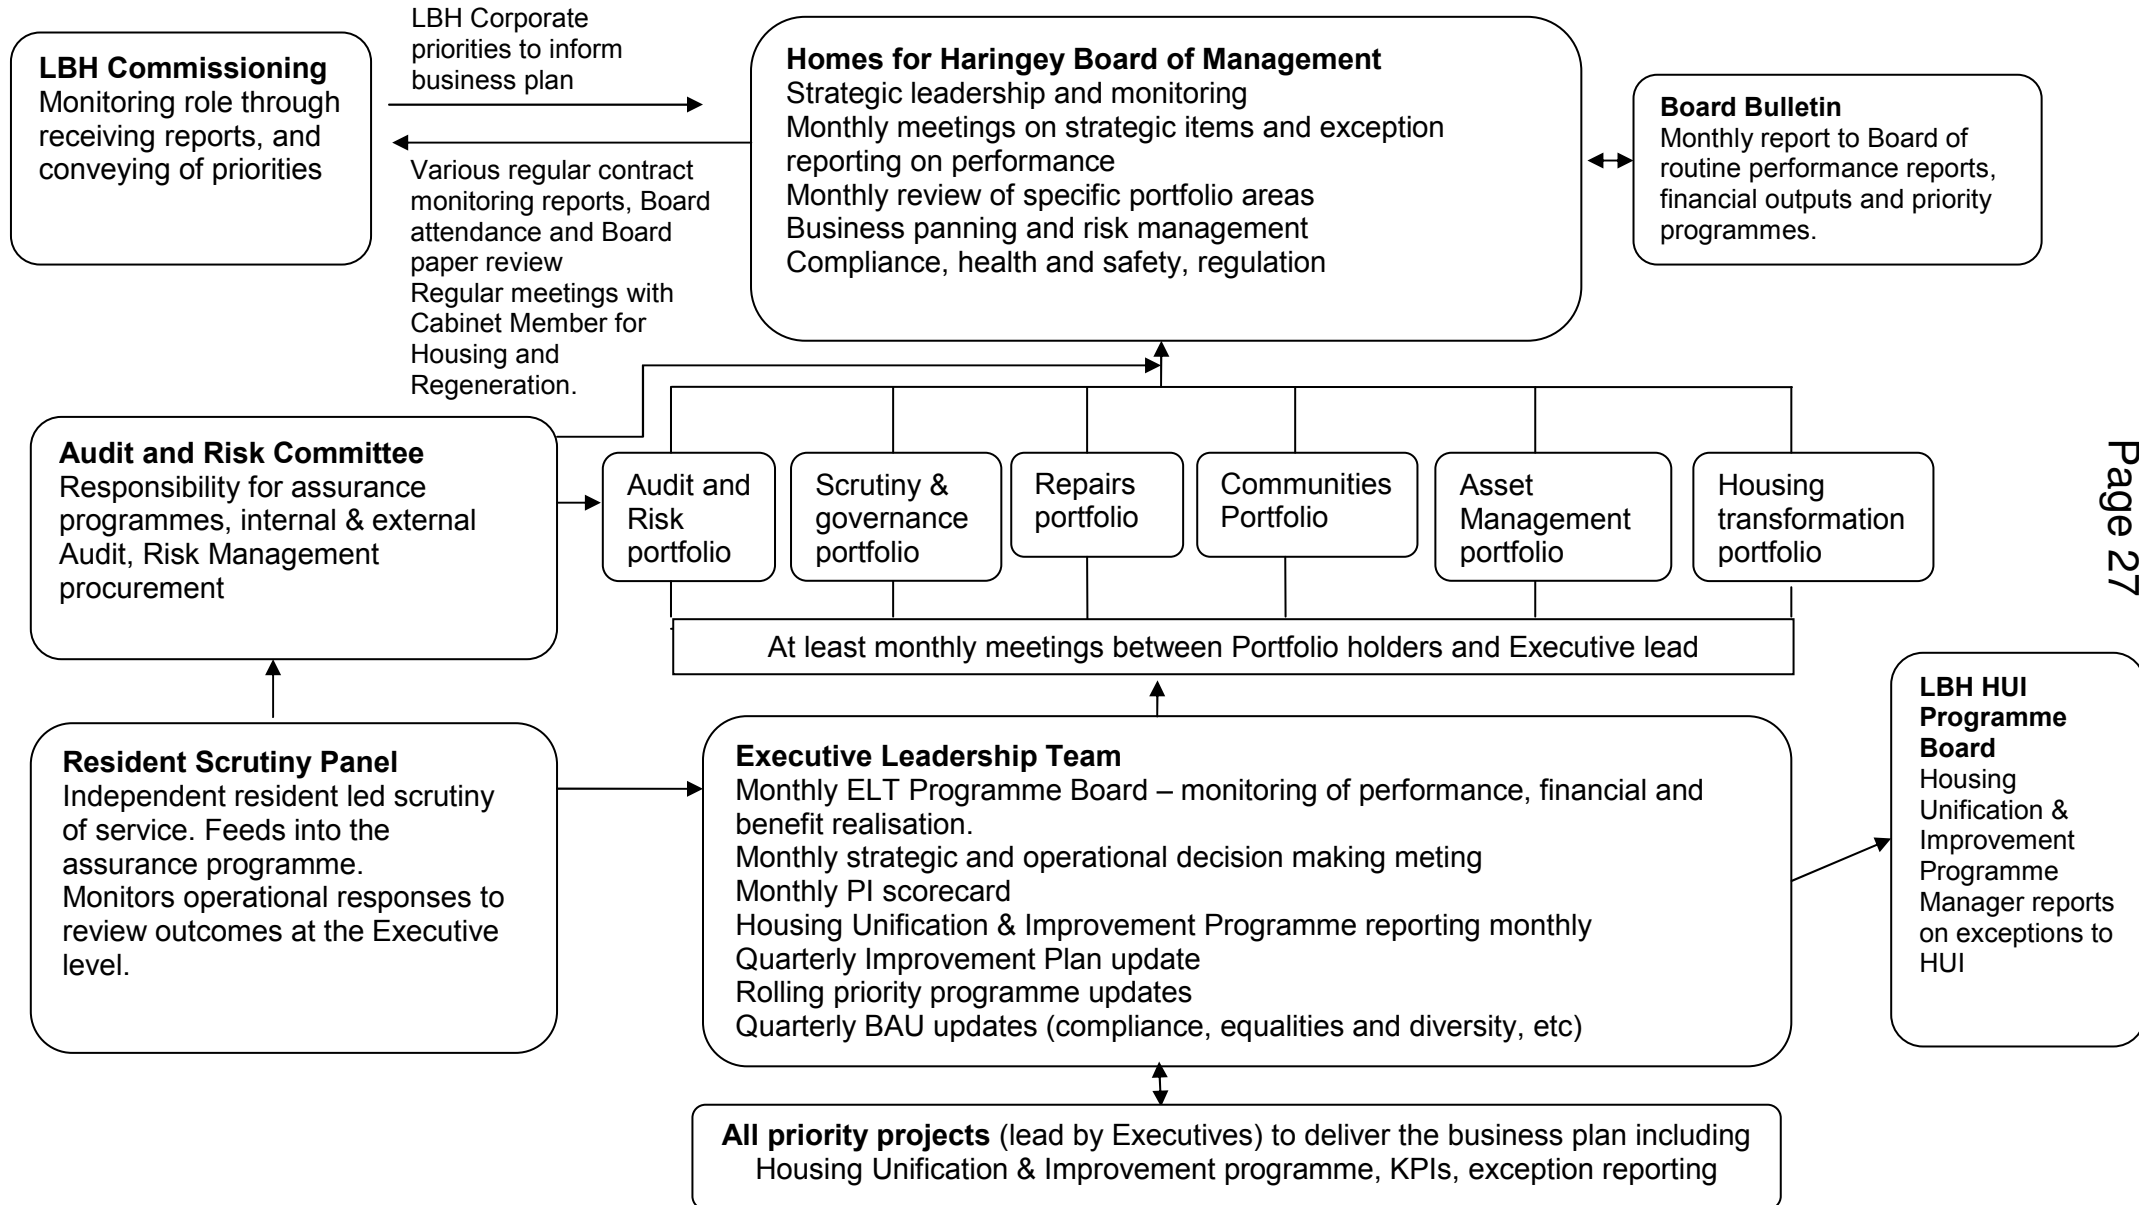 LBH Commissioning
Monitoring role through
receiving reports, and
conveying of priorities
LBH Corporate
priorities to inform
business plan
Various regular contract
monitoring reports, Board
attendance and Board
paper review
Regular meetings with
Cabinet Member for
Housing and
Regeneration.
Homes for Haringey Board of Management
Strategic leadership and monitoring
Monthly meetings on strategic items and exception
reporting on performance
Monthly review of specific portfolio areas
Business panning and risk management
Compliance, health and safety, regulation
Board Bulletin
Monthly report to Board of
routine performance reports,
financial outputs and priority
programmes.
Audit and Risk Committee
Responsibility for assurance
programmes, internal & external
Audit, Risk Management
procurement
Audit and
Risk
portfolio
Scrutiny &
governance
portfolio
Repairs
portfolio
Communities
Portfolio
Asset
Management
portfolio
Housing
transformation
portfolio
Page 27
At least monthly meetings between Portfolio holders and Executive lead
Resident Scrutiny Panel
Independent resident led scrutiny
of service. Feeds into the
assurance programme.
Monitors operational responses to
review outcomes at the Executive
level.
Executive Leadership Team
Monthly ELT Programme Board – monitoring of performance, financial and
benefit realisation.
Monthly strategic and operational decision making meting
Monthly PI scorecard
Housing Unification & Improvement Programme reporting monthly
Quarterly Improvement Plan update
Rolling priority programme updates
Quarterly BAU updates (compliance, equalities and diversity, etc)
LBH HUI
Programme
Board
Housing
Unification &
Improvement
Programme
Manager reports
on exceptions to
HUI
All priority projects (lead by Executives) to deliver the business plan including
Housing Unification & Improvement programme, KPIs, exception reporting